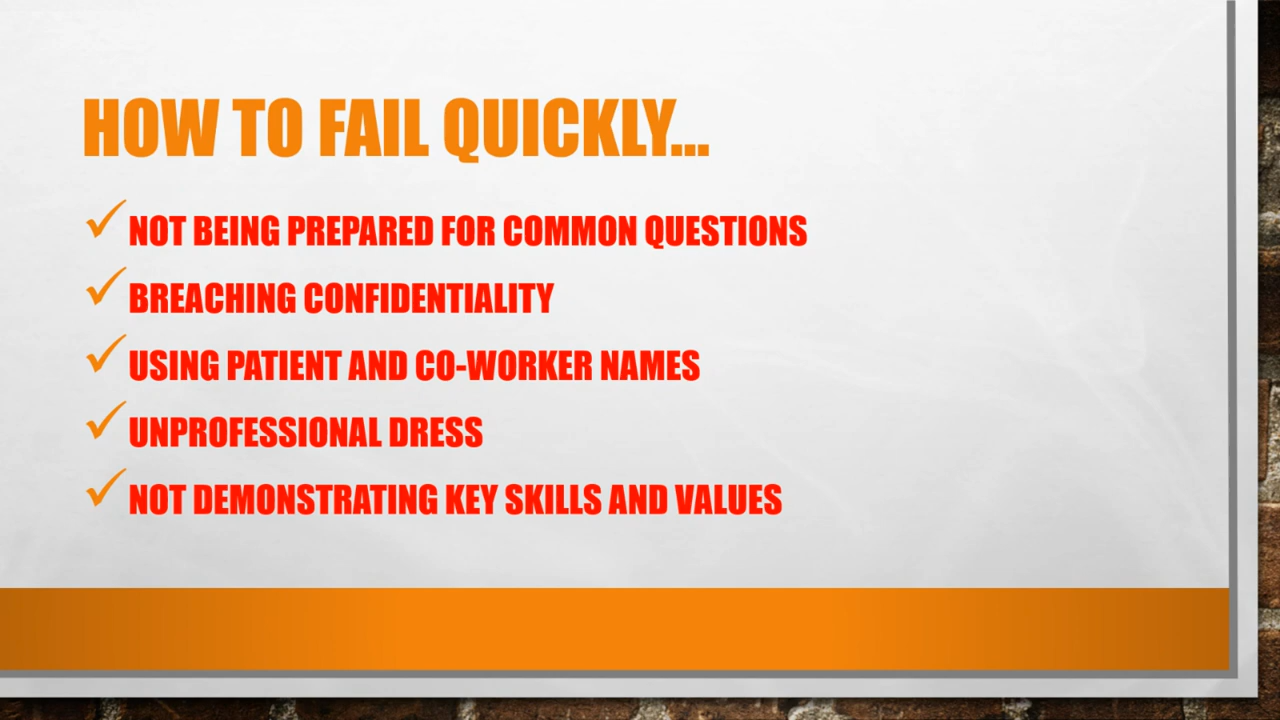 HOW TO FAIL QUICKLY...
NOT BEING PREPARED FOR COMMON QUESTIONS
BREACHING CONFIDENTIALITY
USING PATIENT AND CO-WORKER NAMES
UNPROFESSIONAL DRESS
NOT DEMONSTRATING KEY SKILLS AND VALUES